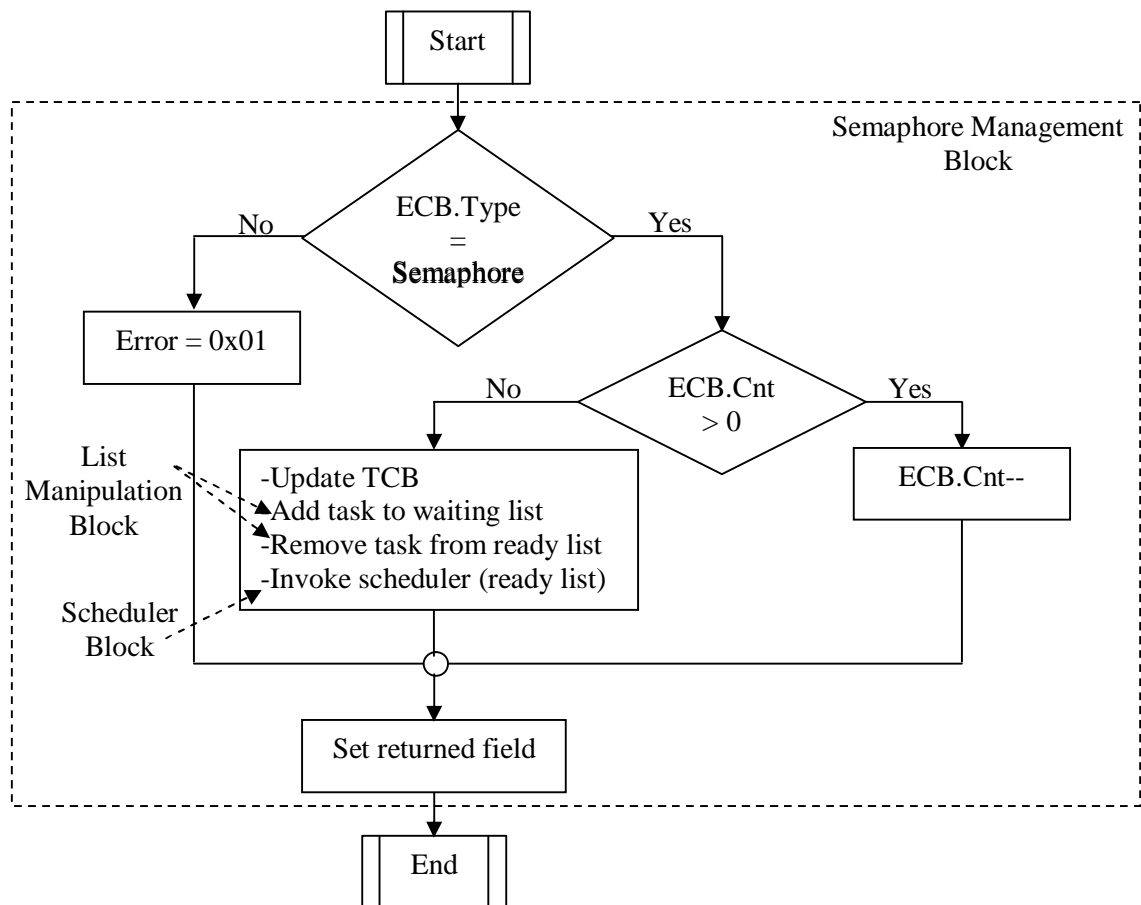 Start
Semaphore Management
Block
ECB.Type
=
Semaphore
No
Yes
Error = 0x01
ECB.Cnt
> 0
No
Yes
List
Manipulation
Block
-Update TCB
-Add task to waiting list
-Remove task from ready list
-Invoke scheduler (ready list)
ECB.Cnt--
Scheduler
Block
Set returned field
End